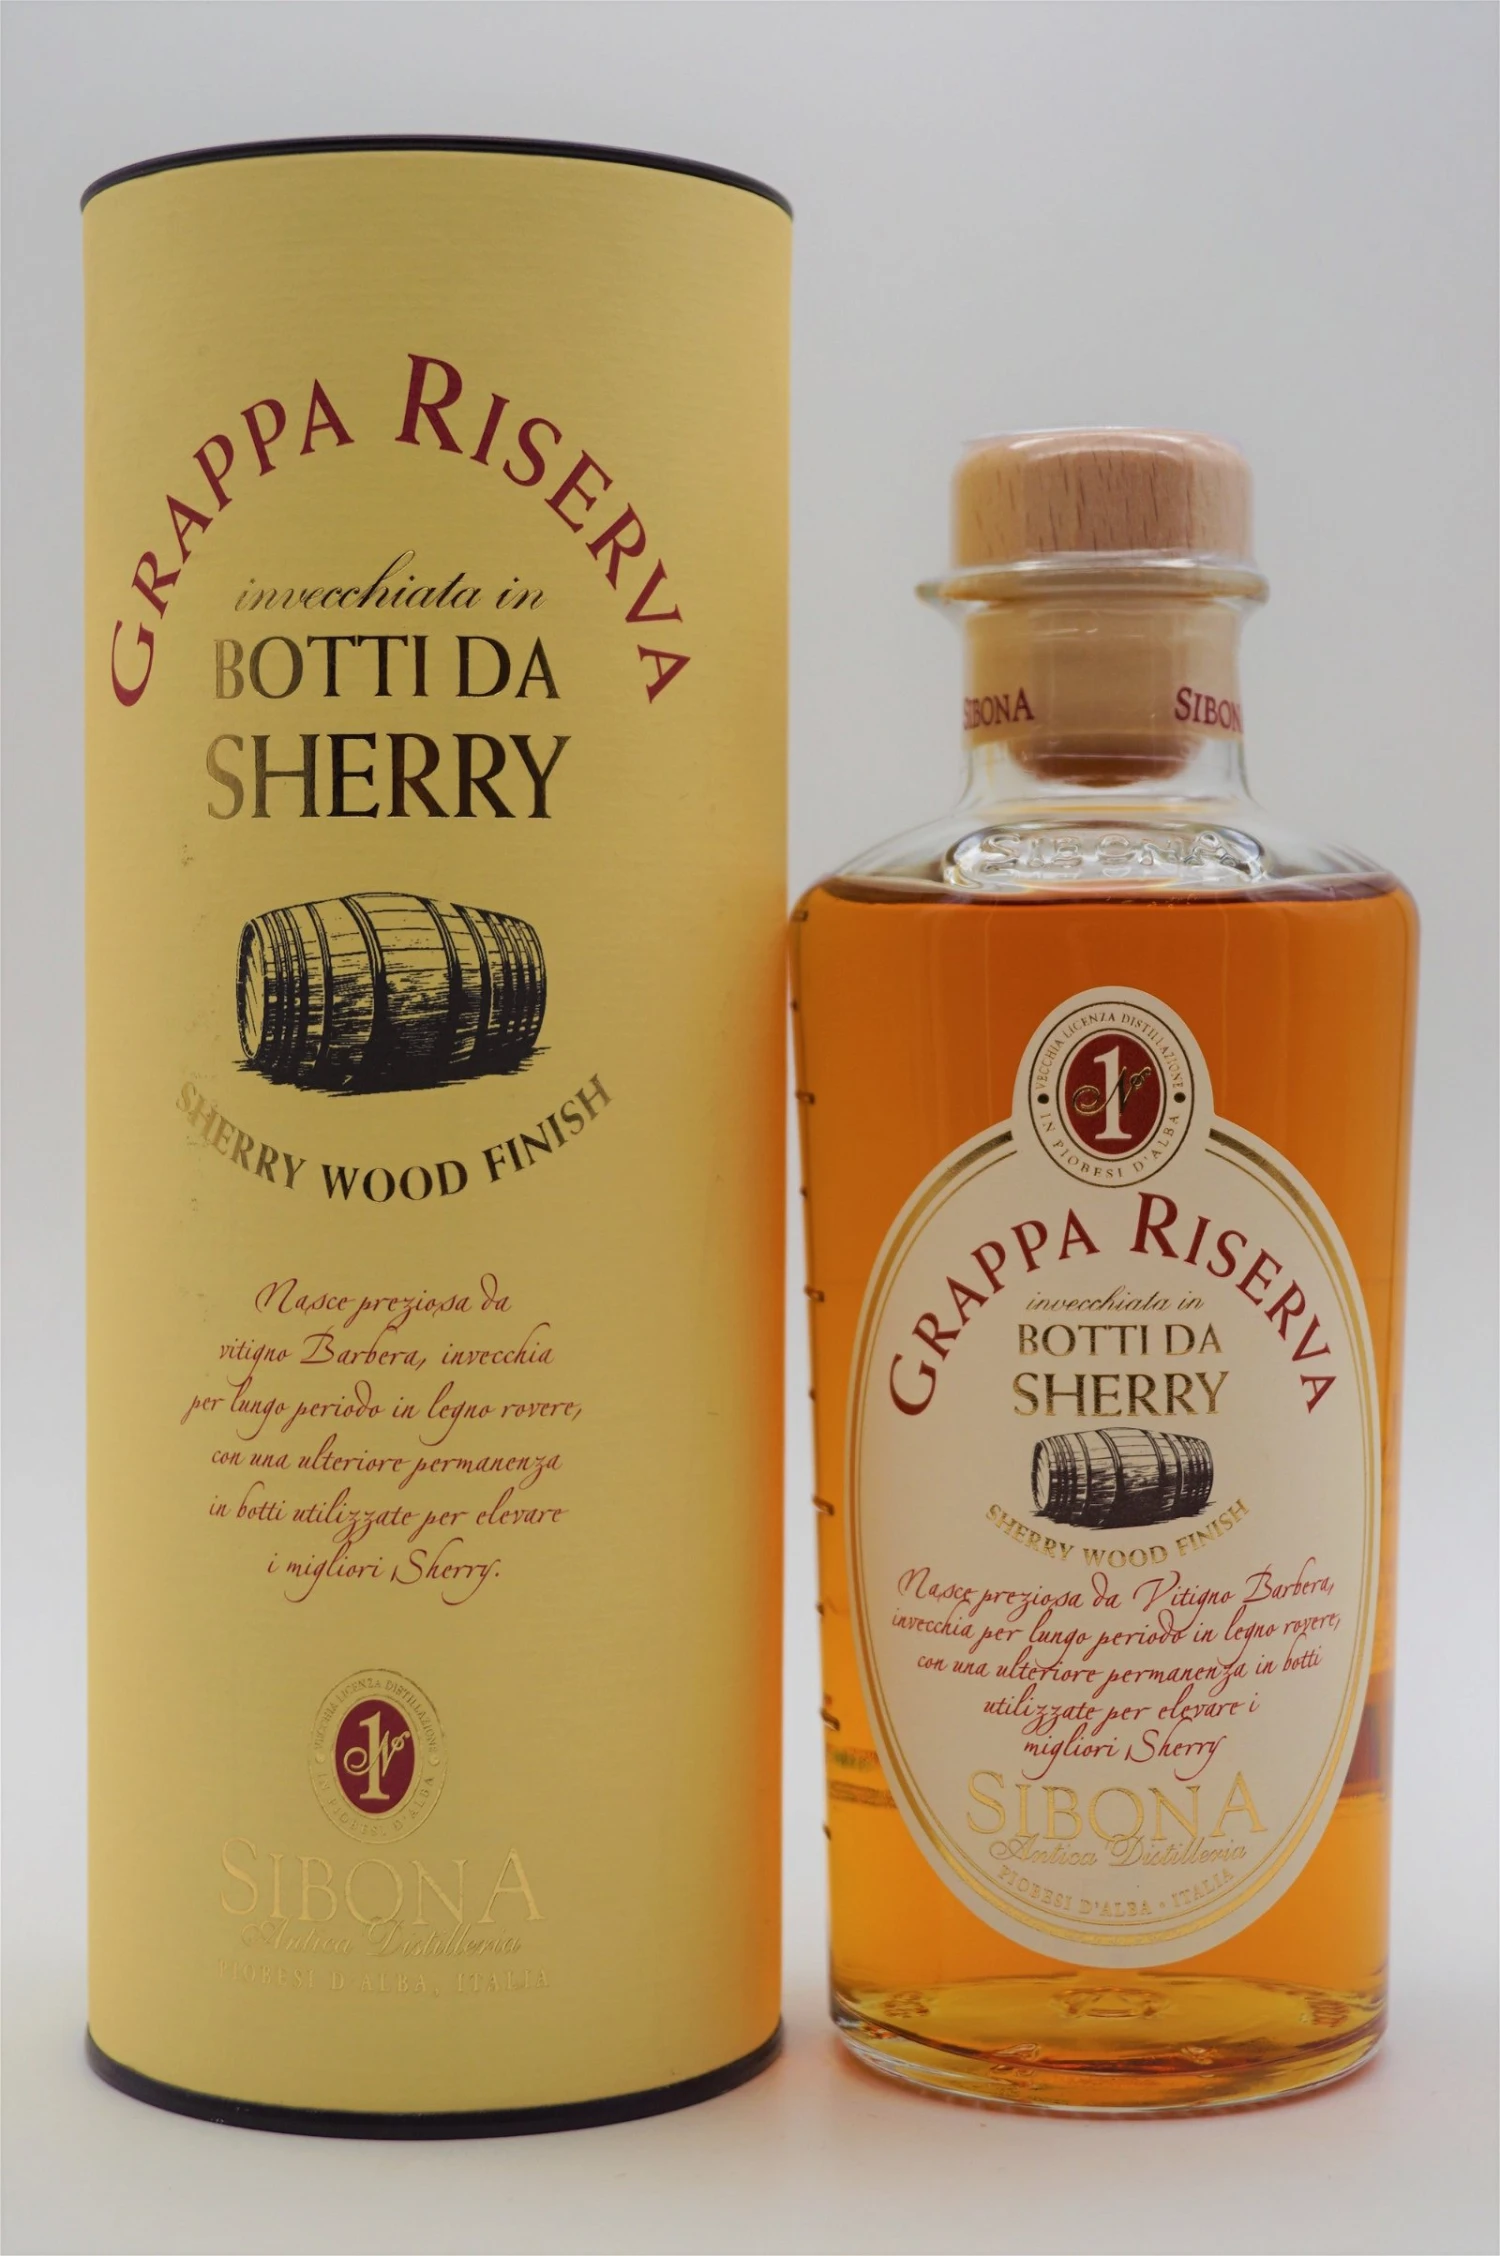 GRAPPA RISERVA
invecchiata in
BOTTI DA
SHERRY
SHERRY WOOD FINISH
Nasce preziosa da
vitigno Barbera, invecchia
per lungo periodo in legno rovere,
con una ulteriore permanenza
in botti utilizzate per elevare
i migliori Sherry.
VECCHIA LICENZA DISTILLAZIONE
No 1
IN PIOBESI D'ALBA
SIBONA
Antica Distilleria
PIOBESI D'ALBA, ITALIA
SIBONA
SIBONA
SIBONA
VECCHIA LICENZA DISTILLAZIONE
No 1
IN PIOBESI D'ALBA
GRAPPA RISERVA
invecchiata in
BOTTI DA
SHERRY
SHERRY WOOD FINISH
Nasce preziosa da Vitigno Barbera,
invecchia per lungo periodo in legno rovere,
con una ulteriore permanenza in botti
utilizzate per elevare i
migliori Sherry
SIBONA
Antica Distilleria
PIOBESI D'ALBA • ITALIA